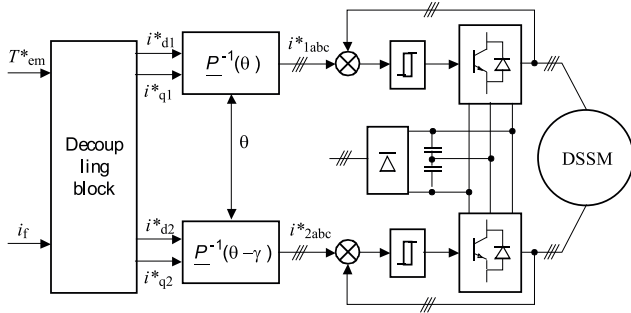 T*em
if
Decoup
ling
block
i*d1
i*q1
P-1(θ)
i*1abc
θ
i*d2
i*q2
P-1(θ−γ)
i*2abc
DSSM